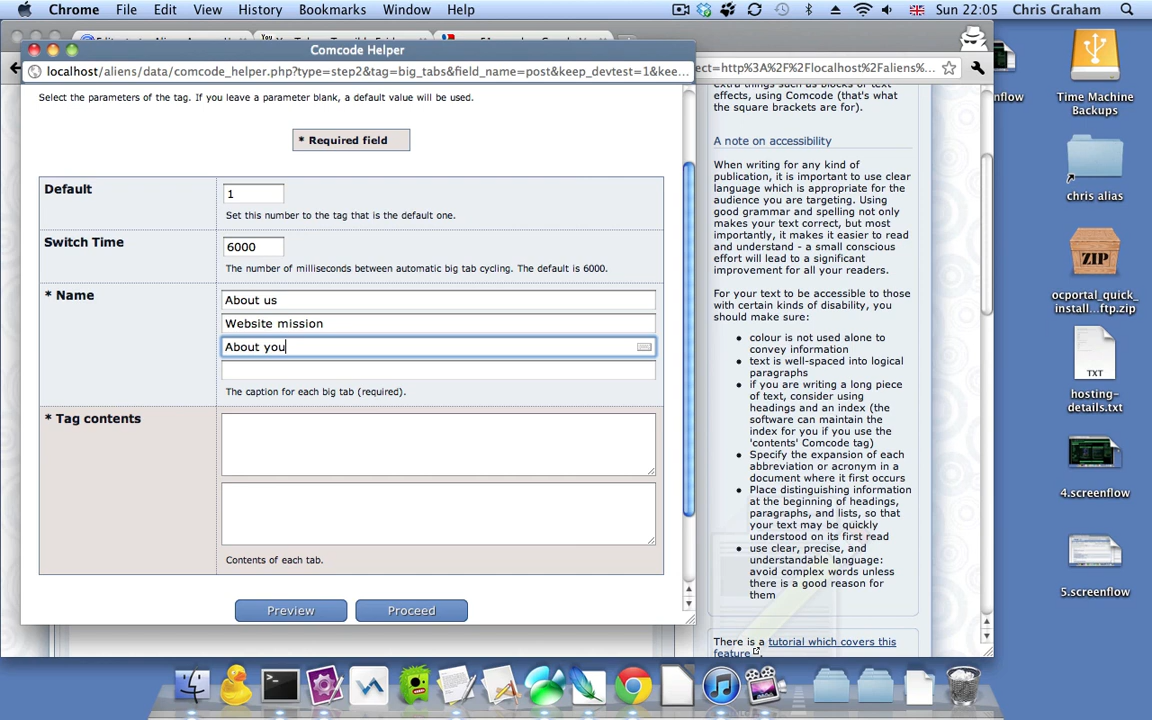 Chrome File Edit View History Bookmarks Window Help Sun 22:05 Chris Graham
Comcode Helper
localhost/aliens/data/comcode_helper.php?type=step2&tag=big_tabs&field_name=post&keep_devtest=1&kee...
ect=http%3A%2F%2Flocalhost%2Faliens%...
Select the parameters of the tag. If you leave a parameter blank, a default value will be used.
* Required field
Default
1
Set this number to the tag that is the default one.
Switch Time
6000
The number of milliseconds between automatic big tab cycling. The default is 6000.
* Name
About us
Website mission
About you
The caption for each big tab (required).
* Tag contents
Contents of each tab.
Preview
Proceed
extra things such as blocks or text
effects, using Comcode (that's what
the square brackets are for).
A note on accessibility
When writing for any kind of
publication, it is important to use clear
language which is appropriate for the
audience you are targeting. Using
good grammar and spelling not only
makes your text correct, but most
importantly, it makes it easier to read
and understand - a small conscious
effort will lead to a significant
improvement for all your readers.
For your text to be accessible to those
with certain kinds of disability, you
should make sure:
colour is not used alone to
convey information
text is well-spaced into logical
paragraphs
if you are writing a long piece
of text, consider using
headings and an index (the
software can maintain the
index for you if you use the
'contents' Comcode tag)
Specify the expansion of each
abbreviation or acronym in a
document where it first occurs
Place distinguishing information
at the beginning of headings,
paragraphs, and lists, so that
your text may be quickly
understood on its first read
use clear, precise, and
understandable language:
avoid complex words unless
there is a good reason for
them
There is a tutorial which covers this
feature
nflow
Time Machine
Backups
chris alias
ZIP
ocportal_quick_
install...ftp.zip
TXT
hosting-
details.txt
4.screenflow
5.screenflow